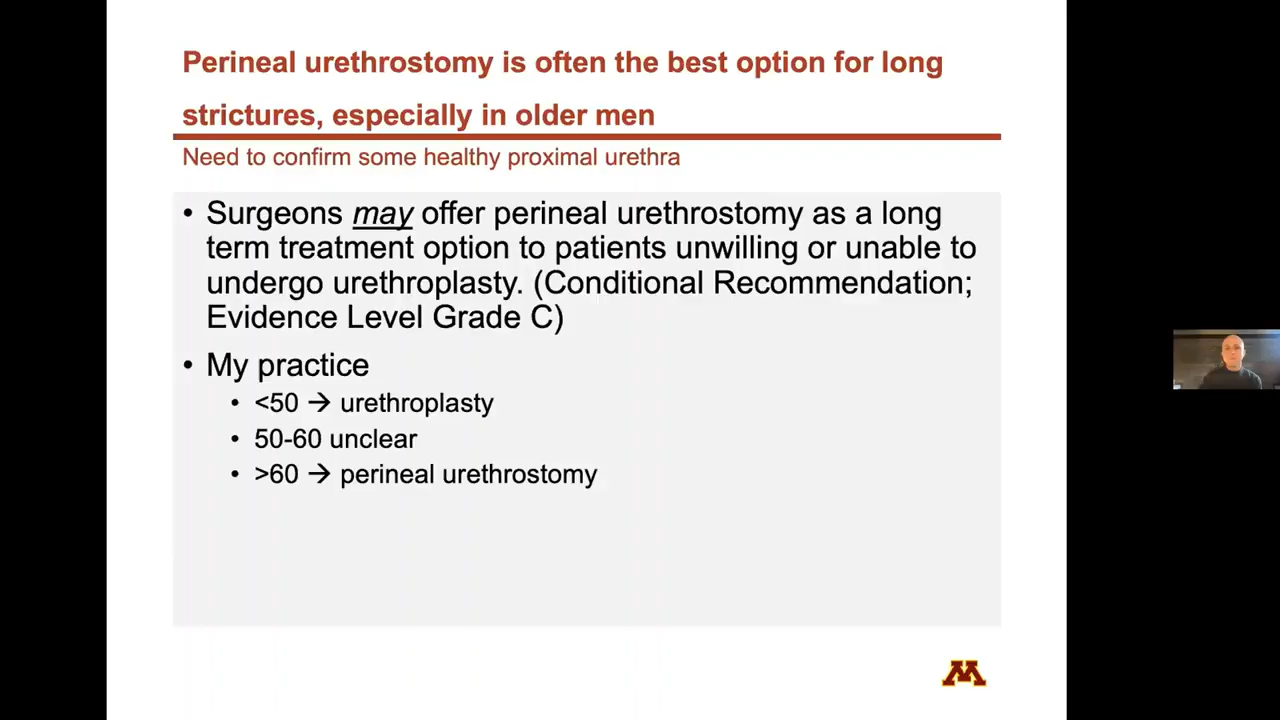 Perineal urethrostomy is often the best option for long
strictures, especially in older men
Need to confirm some healthy proximal urethra
• Surgeons may offer perineal urethrostomy as a long
term treatment option to patients unwilling or unable to
undergo urethroplasty. (Conditional Recommendation;
Evidence Level Grade C)
• My practice
• <50 → urethroplasty
• 50-60 unclear
• >60 → perineal urethrostomy
M